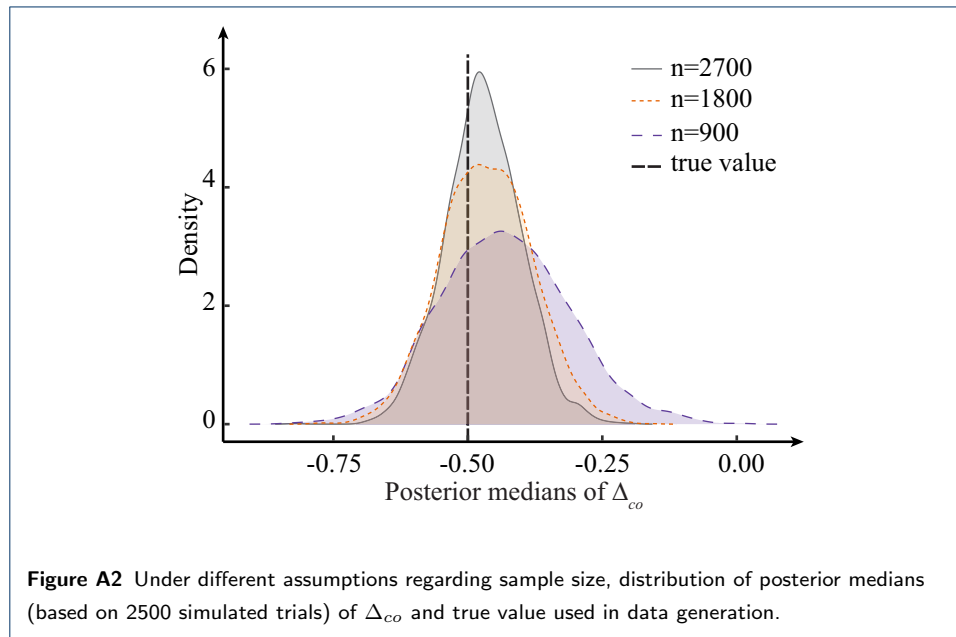 6
4
2
0
Density
n=2700
n=1800
n=900
true value
-0.75 -0.50 -0.25 0.00
Posterior medians of Δco
Figure A2 Under different assumptions regarding sample size, distribution of posterior medians
(based on 2500 simulated trials) of Δco and true value used in data generation.